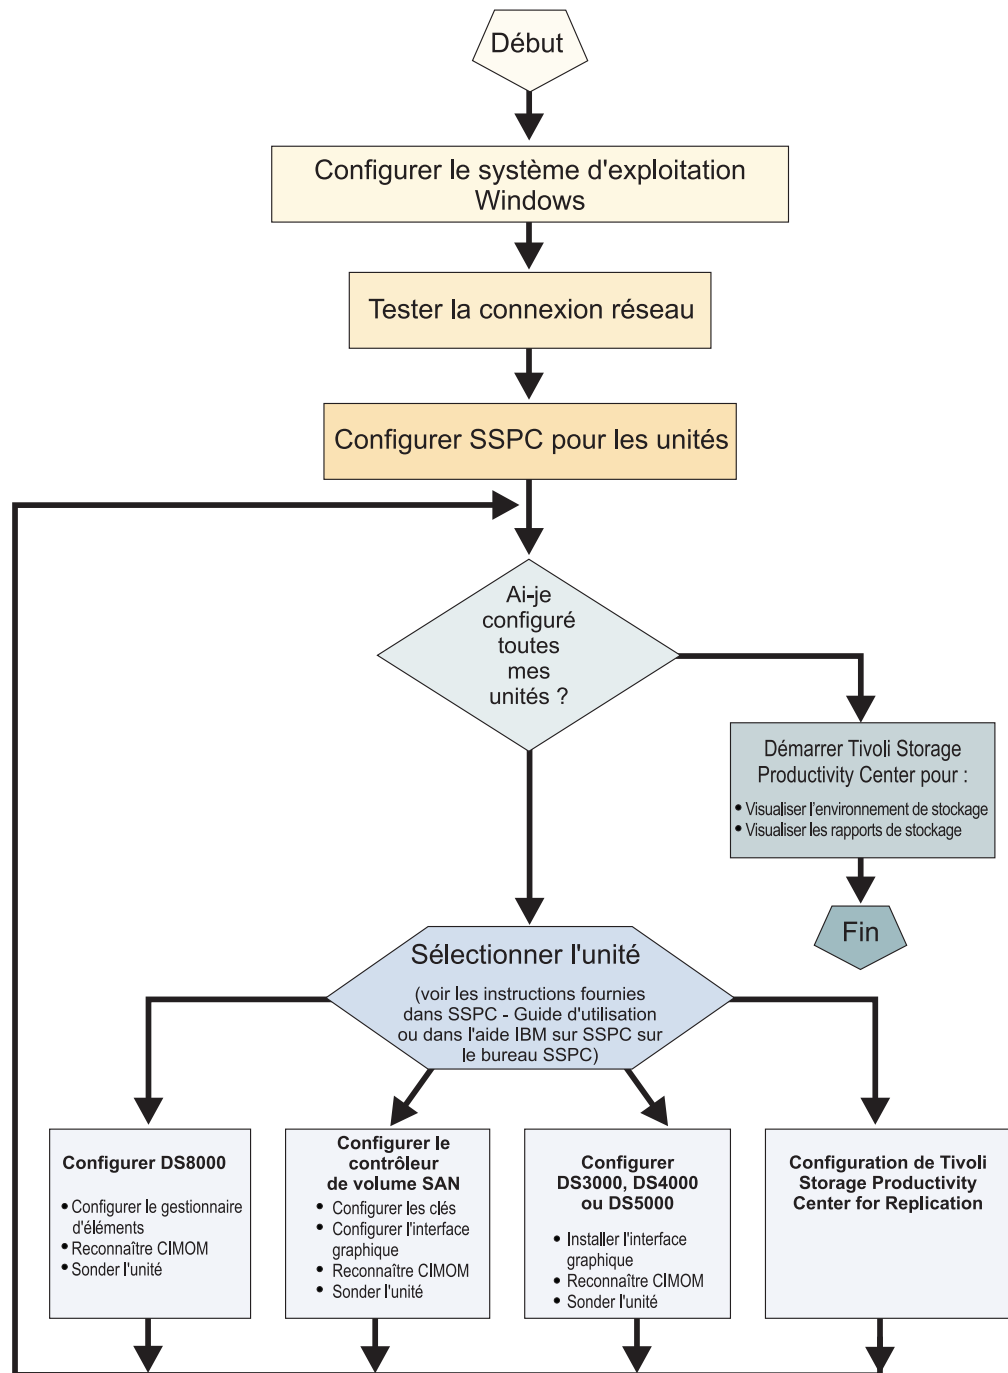 Début
Configurer le système d'exploitation
Windows
Tester la connexion réseau
Configurer SSPC pour les unités
Ai-je
configuré
toutes
mes
unités ?
Démarrer Tivoli Storage
Productivity Center pour :
• Visualiser l'environnement de stockage
• Visualiser les rapports de stockage
Fin
Sélectionner l'unité
(voir les instructions fournies
dans SSPC - Guide d'utilisation
ou dans l'aide IBM sur SSPC sur
le bureau SSPC)
Configurer DS8000
• Configurer le gestionnaire
d'éléments
• Reconnaître CIMOM
• Sonder l'unité
Configurer le
contrôleur
de volume SAN
• Configurer les clés
• Configurer l'interface
graphique
• Reconnaître CIMOM
• Sonder l'unité
Configurer
DS3000, DS4000
ou DS5000
• Installer l'interface
graphique
• Reconnaître CIMOM
• Sonder l'unité
Configuration de Tivoli
Storage Productivity
Center for Replication